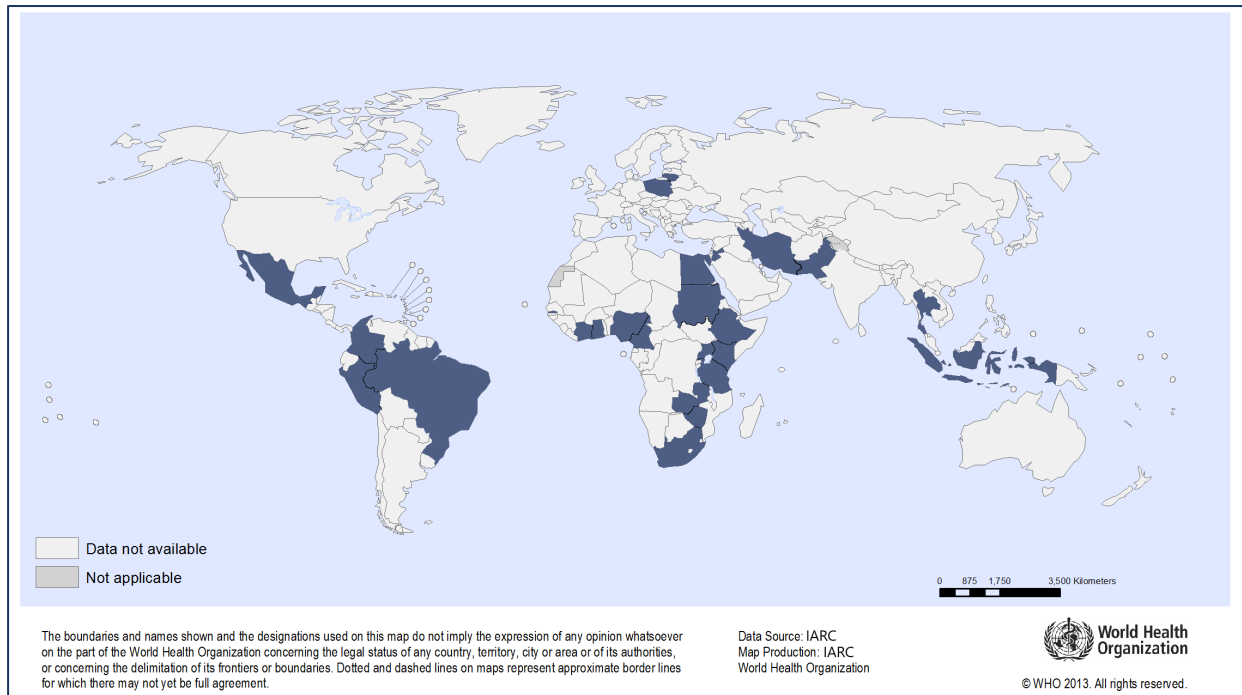 Data not available
Not applicable
0 875 1,750 3,500 Kilometers
The boundaries and names shown and the designations used on this map do not imply the expression of any opinion whatsoever
on the part of the World Health Organization concerning the legal status of any country, territory, city or area or of its authorities,
or concerning the delimitation of its frontiers or boundaries. Dotted and dashed lines on maps represent approximate border lines
for which there may not yet be full agreement.
Data Source: IARC
Map Production: IARC
World Health Organization
World Health
Organization
© WHO 2013. All rights reserved.